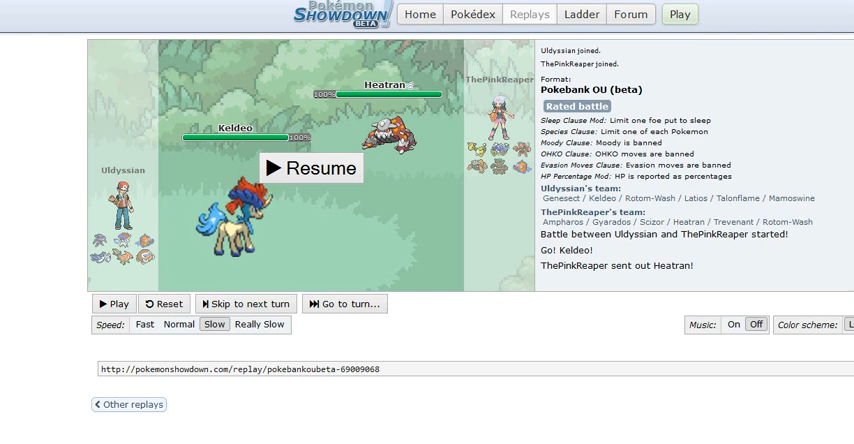 Pokémon
SHOWDOWN!
BETA
Home
Pokédex
Replays
Ladder
Forum
Play
ThePinkReaper
Heatran
100%
Keldeo
100%
Resume
Uldyssian
Uldyssian joined.
ThePinkReaper joined.
Format:
Pokebank OU (beta)
Rated battle
Sleep Clause Mod: Limit one foe put to sleep
Species Clause: Limit one of each Pokemon
Moody Clause: Moody is banned
OHKO Clause: OHKO moves are banned
Evasion Moves Clause: Evasion moves are banned
HP Percentage Mod: HP is reported as percentages
Uldyssian's team:
Genesect / Keldeo / Rotom-Wash / Latios / Talonflame / Mamoswine
ThePinkReaper's team:
Ampharos / Gyarados / Scizor / Heatran / Trevenant / Rotom-Wash
Battle between Uldyssian and ThePinkReaper started!
Go! Keldeo!
ThePinkReaper sent out Heatran!
Play
Reset
Skip to next turn
Go to turn...
Speed:
Fast
Normal
Slow
Really Slow
Music:
On
Off
Color scheme:
L
http://pokemonshowdown.com/replay/pokebankoubeta-69009068
Other replays